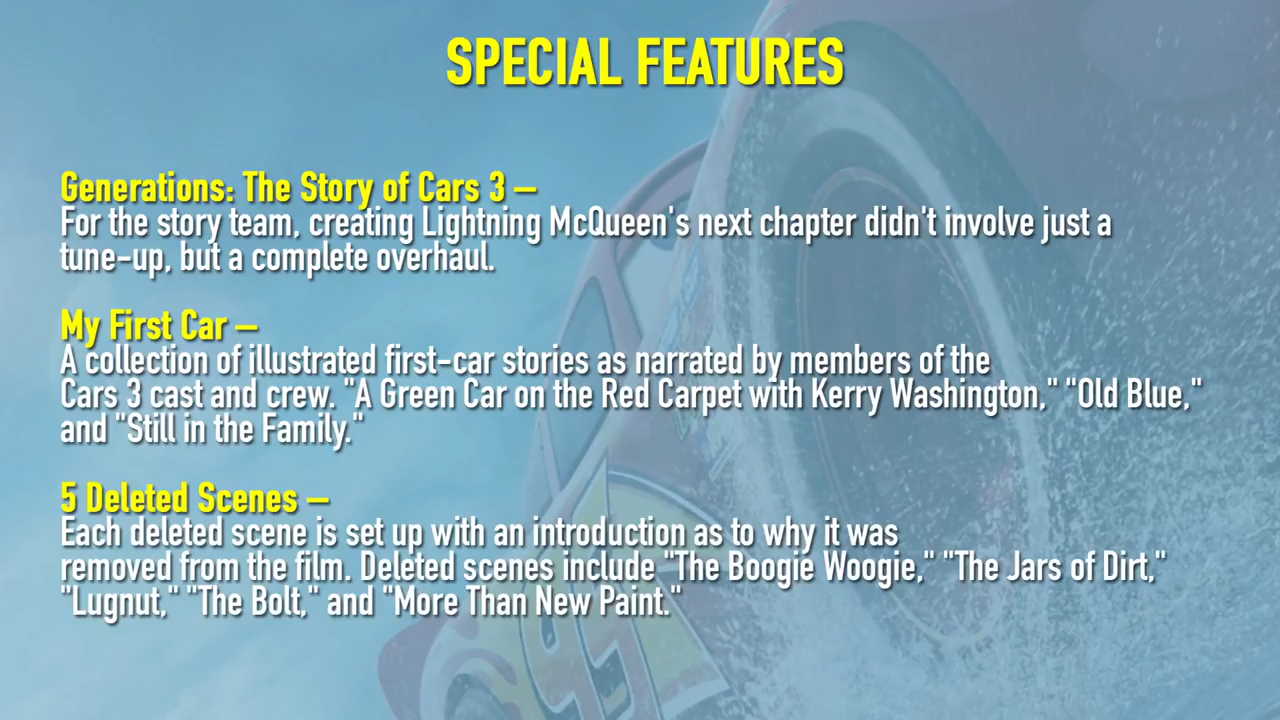 SPECIAL FEATURES
Generations: The Story of Cars 3 –
For the story team, creating Lightning McQueen's next chapter didn't involve just a
tune-up, but a complete overhaul.
My First Car –
A collection of illustrated first-car stories as narrated by members of the
Cars 3 cast and crew. "A Green Car on the Red Carpet with Kerry Washington," "Old Blue,"
and "Still in the Family."
5 Deleted Scenes –
Each deleted scene is set up with an introduction as to why it was
removed from the film. Deleted scenes include "The Boogie Woogie," "The Jars of Dirt,"
"Lugnut," "The Bolt," and "More Than New Paint."
95